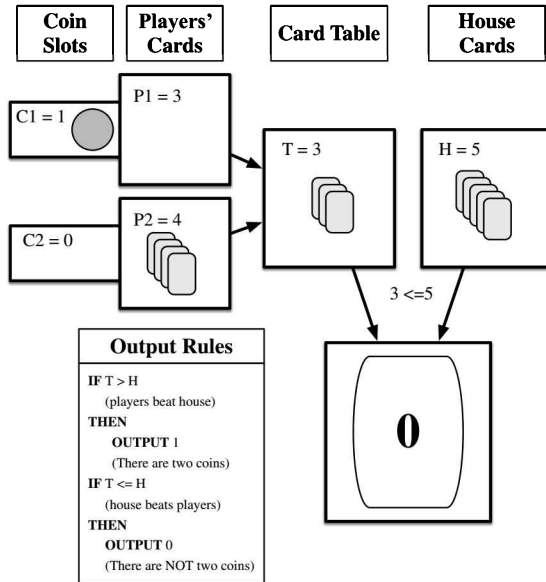 Coin
Slots
Players'
Cards
Card Table
House
Cards
C1 = 1
P1 = 3
C2 = 0
P2 = 4
T = 3
H = 5
3 <=5
Output Rules
IF T > H
(players beat house)
THEN
OUTPUT 1
(There are two coins)
IF T <= H
(house beats players)
THEN
OUTPUT 0
(There are NOT two coins)
0